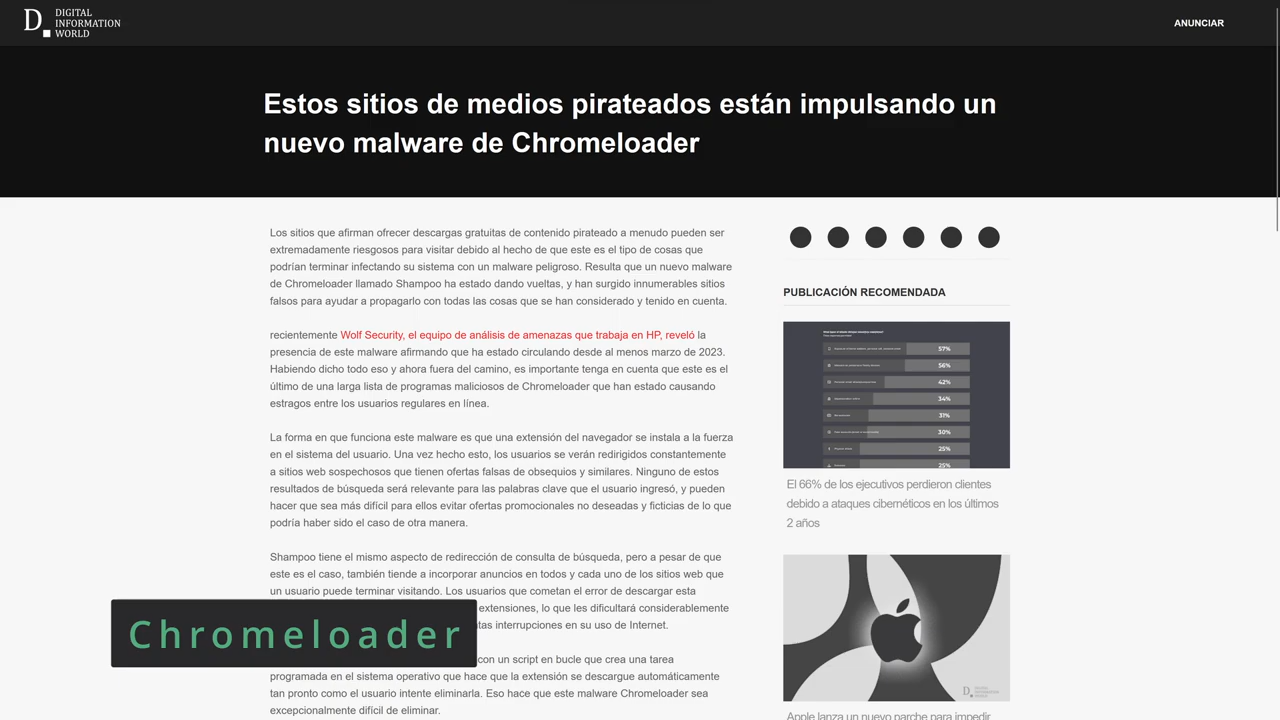 DIGITAL
INFORMATION
WORLD
D.
ANUNCIAR
Estos sitios de medios pirateados están impulsando un
nuevo malware de Chromeloader
Los sitios que afirman ofrecer descargas gratuitas de contenido pirateado a menudo pueden ser
extremadamente riesgosos para visitar debido al hecho de que este es el tipo de cosas que
podrían terminar infectando su sistema con un malware peligroso. Resulta que un nuevo malware
de Chromeloader llamado Shampoo ha estado dando vueltas, y han surgido innumerables sitios
falsos para ayudar a propagarlo con todas las cosas que se han considerado y tenido en cuenta.
recientemente Wolf Security, el equipo de análisis de amenazas que trabaja en HP, reveló la
presencia de este malware afirmando que ha estado circulando desde al menos marzo de 2023.
Habiendo dicho todo eso y ahora fuera del camino, es importante tenga en cuenta que este es el
último de una larga lista de programas maliciosos de Chromeloader que han estado causando
estragos entre los usuarios regulares en línea.
La forma en que funciona este malware es que una extensión del navegador se instala a la fuerza
en el sistema del usuario. Una vez hecho esto, los usuarios se verán redirigidos constantemente
a sitios web sospechosos que tienen ofertas falsas de obsequios y similares. Ninguno de estos
resultados de búsqueda será relevante para las palabras clave que el usuario ingresó, y pueden
hacer que sea más difícil para ellos evitar ofertas promocionales no deseadas y ficticias de lo que
podría haber sido el caso de otra manera.
Shampoo tiene el mismo aspecto de redirección de consulta de búsqueda, pero a pesar de que
este es el caso, también tiende a incorporar anuncios en todos y cada uno de los sitios web que
un usuario puede terminar visitando. Los usuarios que cometan el error de descargar esta
extensiones, lo que les dificultará considerablemente
interrupciones en su uso de Internet.
con un script en bucle que crea una tarea
programada en el sistema operativo que hace que la extensión se descargue automáticamente
tan pronto como el usuario intente eliminarla. Eso hace que este malware Chromeloader sea
excepcionalmente difícil de eliminar.
Chromeloader
PUBLICACIÓN RECOMENDADA
57%
56%
42%
34%
31%
30%
25%
25%
El 66% de los ejecutivos perdieron clientes
debido a ataques cibernéticos en los últimos
2 años
D.
DIGITAL
INFORMATION
WORLD
Apple lanza un nuevo parche para impedir